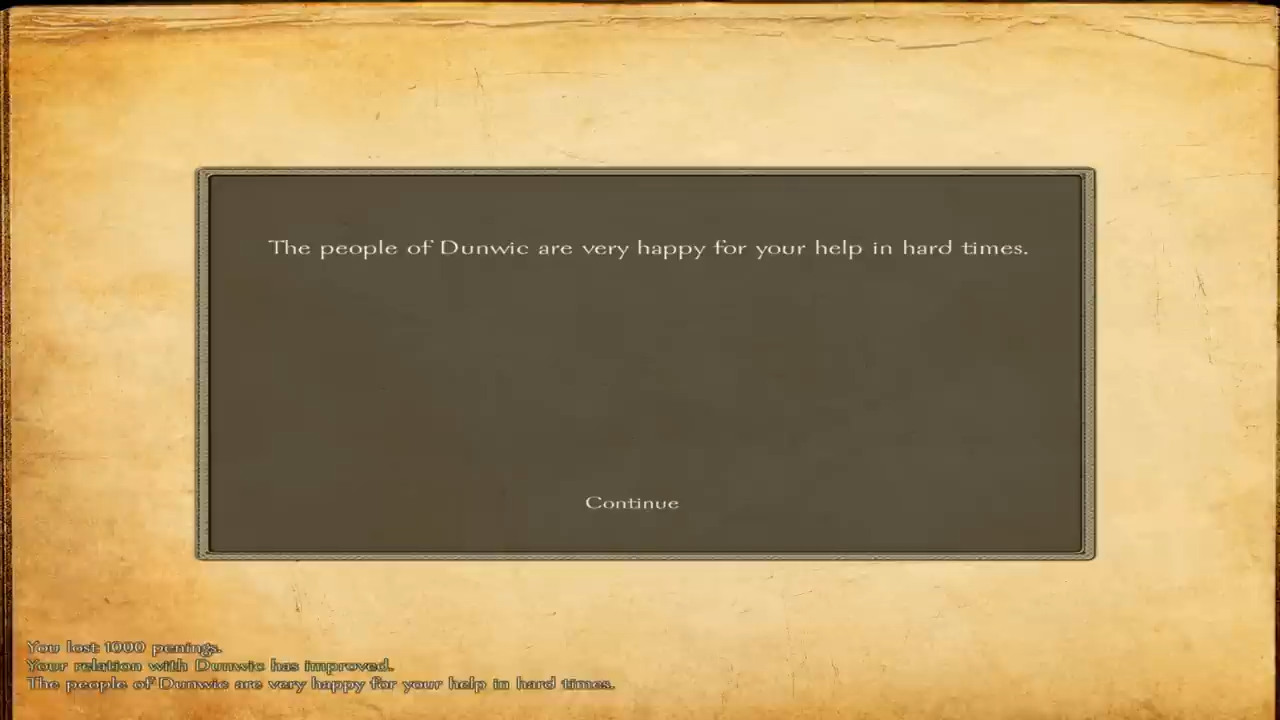 The people of Dunwic are very happy for your help in hard times.
Continue
You lost 1000 penings.
Your relation with Dunwic has improved.
The people of Dunwic are very happy for your help in hard times.